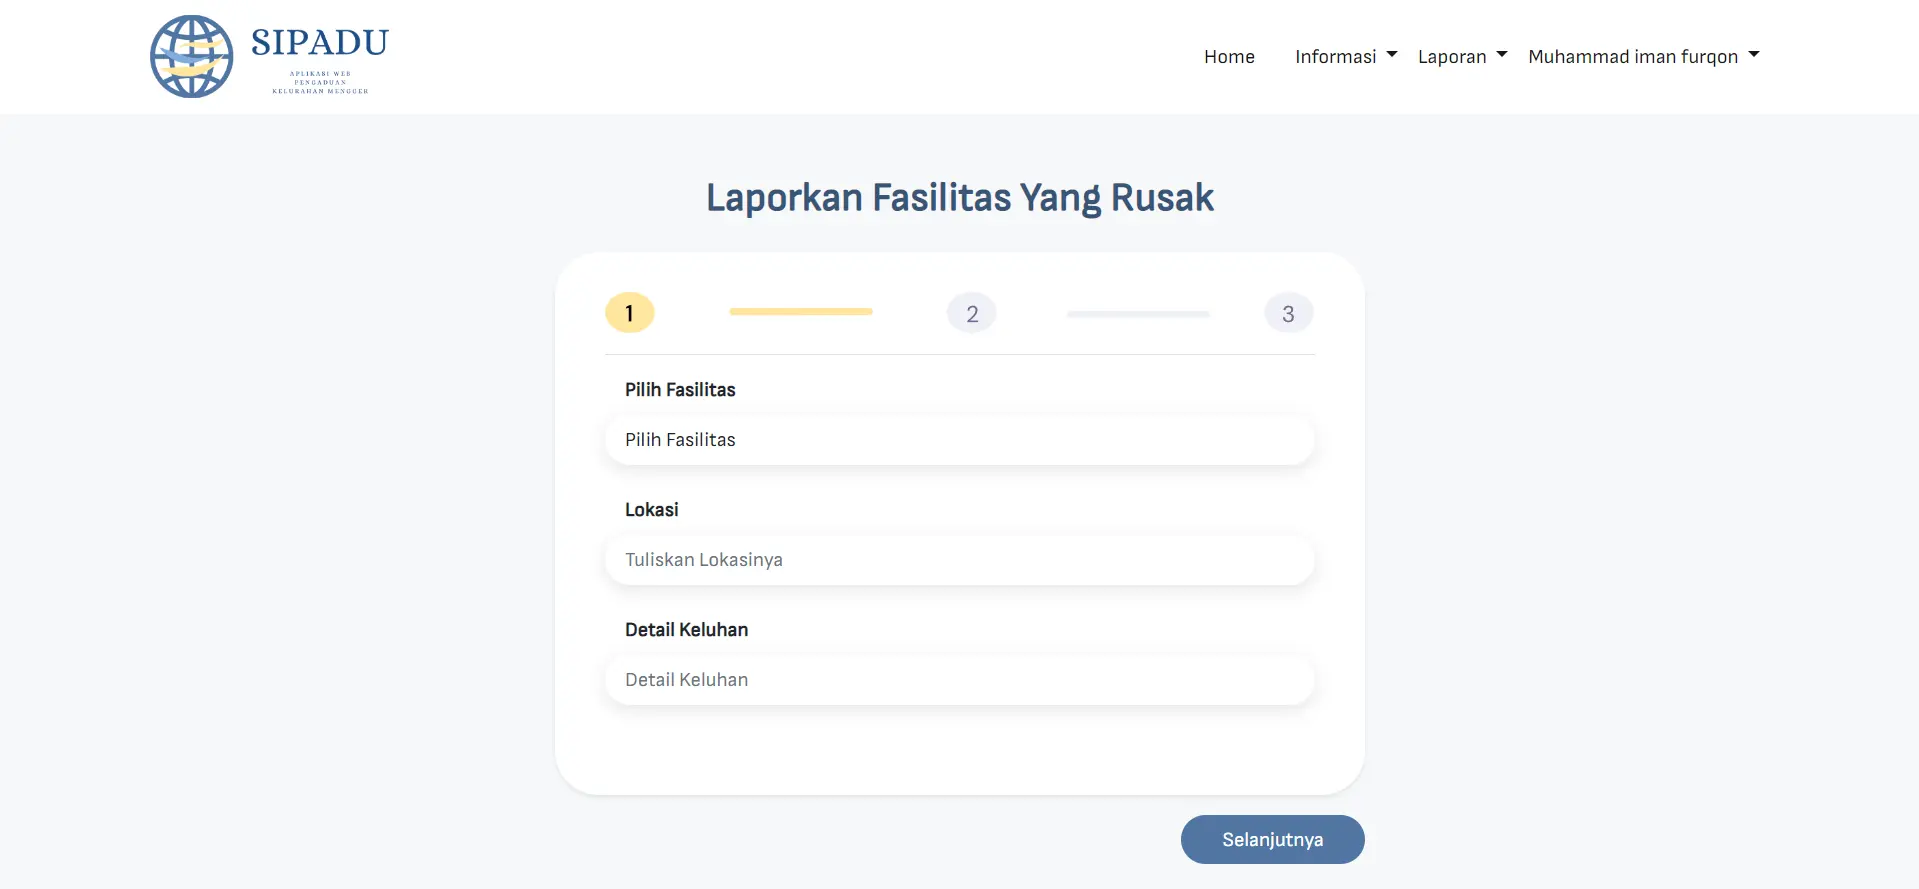 SIPADU
APLIKASI WEB
PENGADUAN
KELURAHAN MENGGER
Home Informasi Laporan Muhammad iman furqon
Laporkan Fasilitas Yang Rusak
1 2 3
Pilih Fasilitas
Pilih Fasilitas
Lokasi
Tuliskan Lokasinya
Detail Keluhan
Detail Keluhan
Selanjutnya